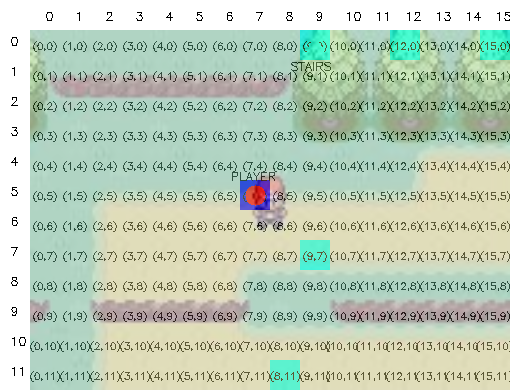 0 1 2 3 4 5 6 7 8 9 10 11 12 13 14 15
0 (0,0) (1,0) (2,0) (3,0) (4,0) (5,0) (6,0) (7,0) (8,0) (10,0) (11,0) (12,0) (13,0) (14,0) (15,0)
STAIRS
1 (0,1) (1,1) (2,1) (3,1) (4,1) (5,1) (6,1) (7,1) (8,1) (9,1) (10,1) (11,1) (12,1) (13,1) (14,1) (15,1)
2 (0,2) (1,2) (2,2) (3,2) (4,2) (5,2) (6,2) (7,2) (8,2) (9,2) (10,2) (11,2) (12,2) (13,2) (14,2) (15,2)
3 (0,3) (1,3) (2,3) (3,3) (4,3) (5,3) (6,3) (7,3) (8,3) (9,3) (10,3) (11,3) (12,3) (13,3) (14,3) (15,3)
4 (0,4) (1,4) (2,4) (3,4) (4,4) (5,4) (6,4) (7,4) (8,4) (9,4) (10,4) (11,4) (12,4) (13,4) (14,4) (15,4)
PLAYER
5 (0,5) (1,5) (2,5) (3,5) (4,5) (5,5) (6,5) (8,5) (9,5) (10,5) (11,5) (12,5) (13,5) (14,5) (15,5)
6 (0,6) (1,6) (2,6) (3,6) (4,6) (5,6) (6,6) (7,6) (8,6) (9,6) (10,6) (11,6) (12,6) (13,6) (14,6) (15,6)
7 (0,7) (1,7) (2,7) (3,7) (4,7) (5,7) (6,7) (7,7) (8,7) (9,7) (10,7) (11,7) (12,7) (13,7) (14,7) (15,7)
8 (0,8) (1,8) (2,8) (3,8) (4,8) (5,8) (6,8) (7,8) (8,8) (9,8) (10,8) (11,8) (12,8) (13,8) (14,8) (15,8)
9 (0,9) (1,9) (2,9) (3,9) (4,9) (5,9) (6,9) (7,9) (8,9) (9,9) (10,9) (11,9) (12,9) (13,9) (14,9) (15,9)
10 (0,10) (1,10) (2,10) (3,10) (4,10) (5,10) (6,10) (7,10) (8,10) (9,10) (10,10) (11,10) (12,10) (13,10) (14,10) (15,10)
11 (0,11) (1,11) (2,11) (3,11) (4,11) (5,11) (6,11) (7,11) (8,11) (9,11) (10,11) (11,11) (12,11) (13,11) (14,11) (15,11)